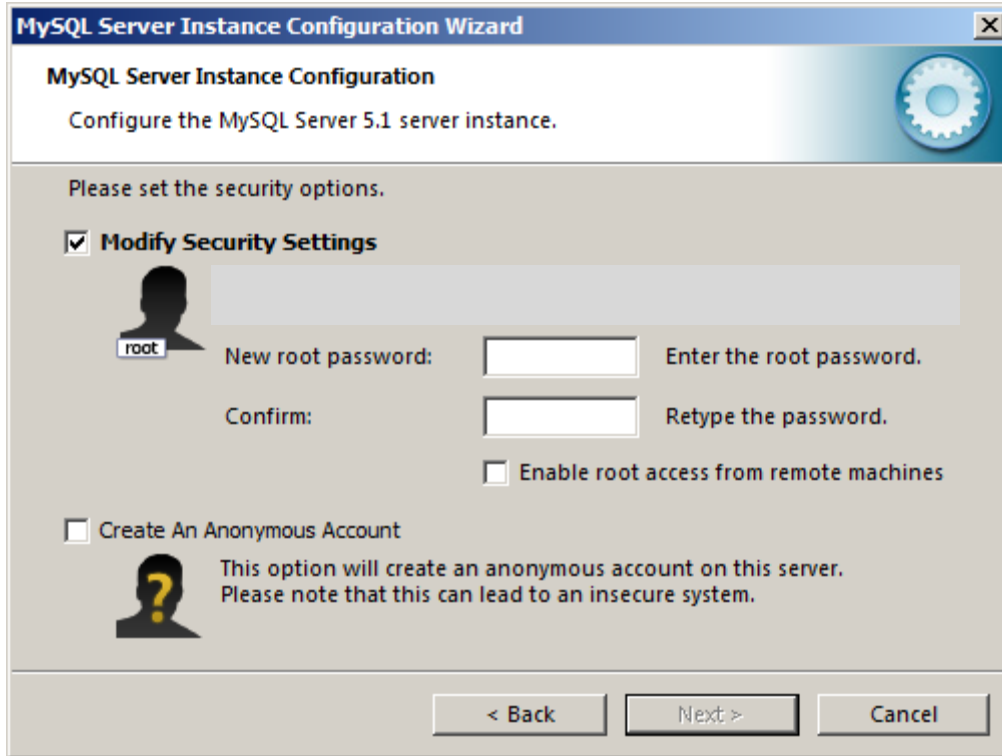 MySQL Server Instance Configuration Wizard
MySQL Server Instance Configuration
Configure the MySQL Server 5.1 server instance.
Please set the security options.
Modify Security Settings
root
New root password:
Enter the root password.
Confirm:
Retype the password.
Enable root access from remote machines
Create An Anonymous Account
?
This option will create an anonymous account on this server.
Please note that this can lead to an insecure system.
< Back
Next >
Cancel